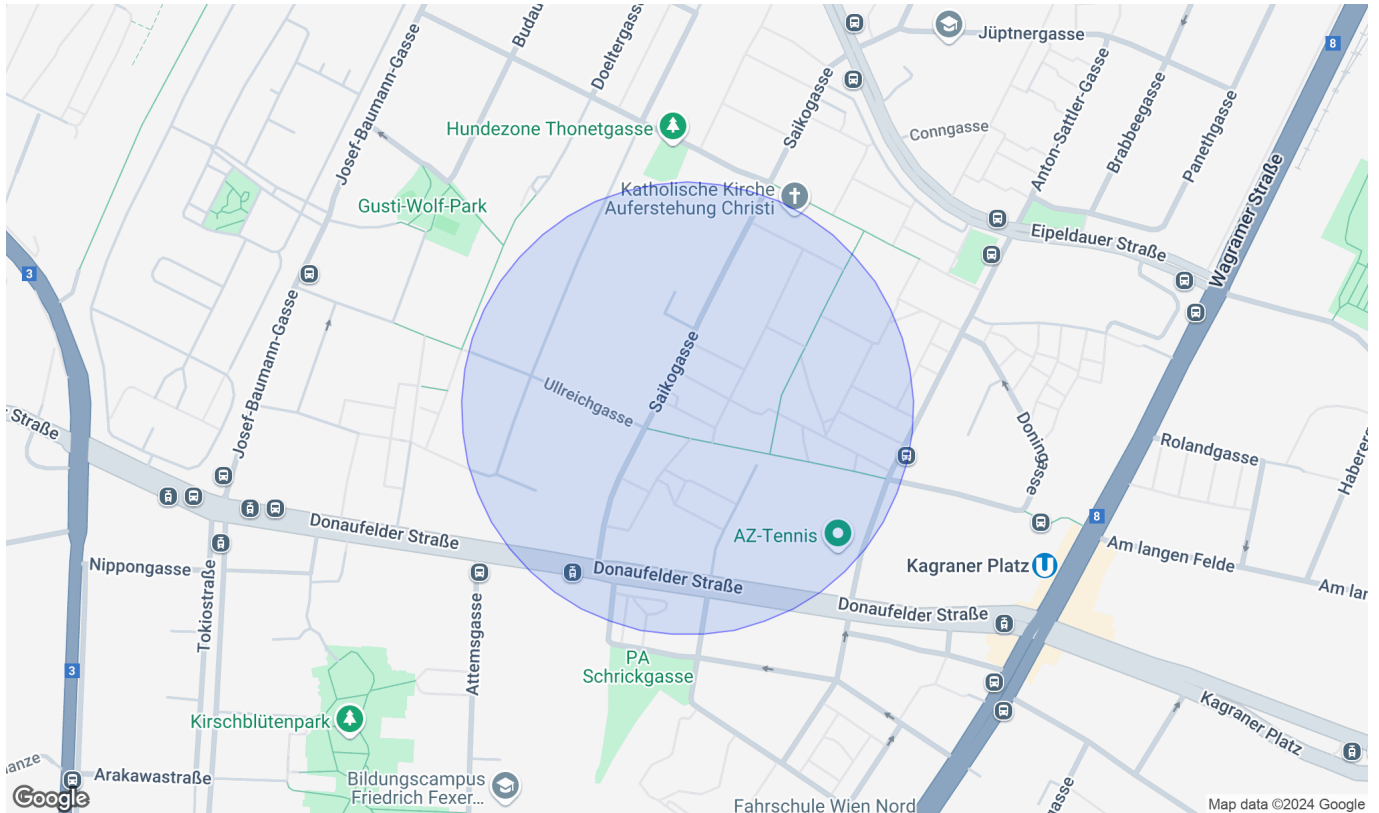 Jüptnergasse
8
Budau
Doeltergasse
Josef-Baumann-Gasse
Saikogasse
Anton-Sattler-Gasse
Brabbeegasse
Panethgasse
Conngasse
Hundezone Thonetgasse
Katholische Kirche
Auferstehung Christi
Gusti-Wolf-Park
Eipeldauer Straße
Wagramer Straße
3
Josef-Baumann-Gasse
Saikogasse
Ullreichgasse
r Straße
Doningasse
Rolandgasse
Haberer
8
Donaufelder Straße
AZ-Tennis
Am langen Felde
Kagraner Platz
U
Nippongasse
Donaufelder Straße
Am lan
Donaufelder Straße
Tokiostraße
Attemsgasse
PA
Schrickgasse
3
Kirschblütenpark
Kagraner Platz
Arakawastraße
Bildungscampus
Friedrich Fexer...
Fahrschule Wien Nord
Google
Map data ©2024 Google